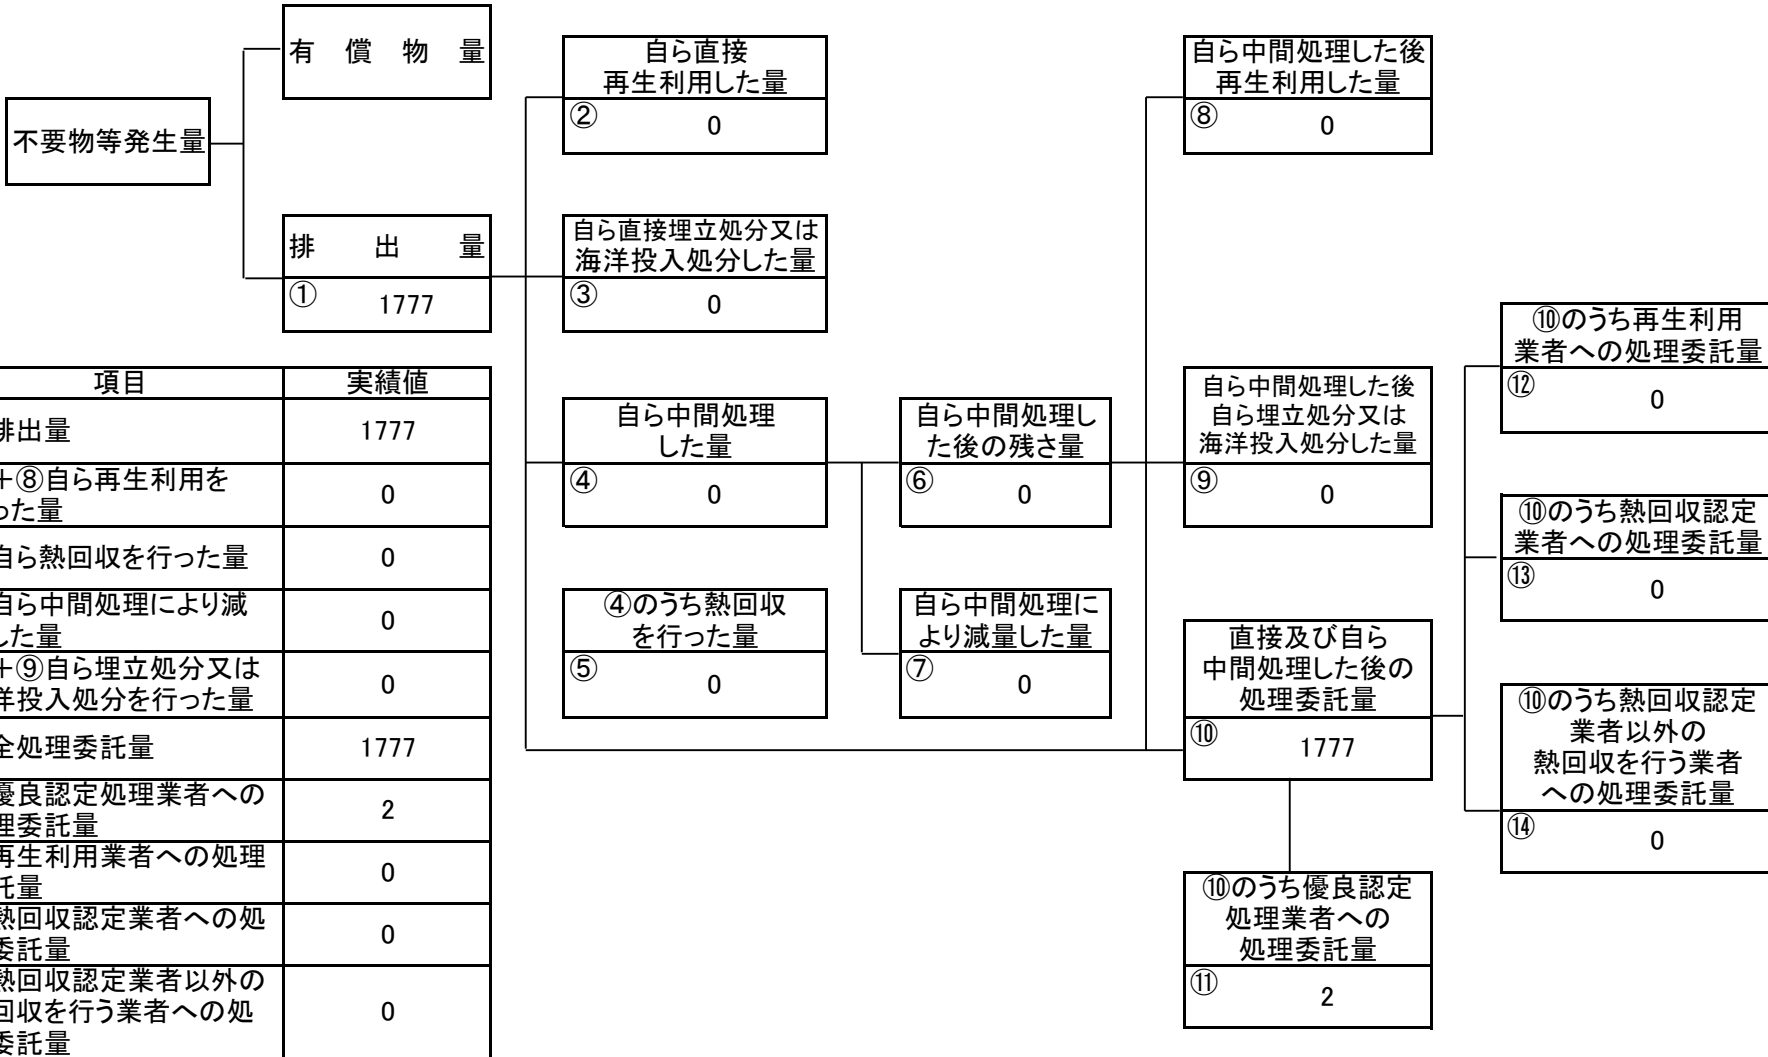 有償物量
不要物等発生量
排出量
① 1777
自ら直接
再生利用した量
② 0
自ら直接埋立処分又は
海洋投入処分した量
③ 0
自ら中間処理
した量
④ 0
④のうち熱回収
を行った量
⑤ 0
自ら中間処理し
た後の残さ量
⑥ 0
自ら中間処理に
より減量した量
⑦ 0
自ら中間処理した後
再生利用した量
⑧ 0
自ら中間処理した後
自ら埋立処分又は
海洋投入処分した量
⑨ 0
直接及び自ら
中間処理した後の
処理委託量
⑩ 1777
⑩のうち優良認定
処理業者への
処理委託量
⑪ 2
⑩のうち再生利用
業者への処理委託量
⑫ 0
⑩のうち熱回収認定
業者への処理委託量
⑬ 0
⑩のうち熱回収認定
業者以外の
熱回収を行う業者
への処理委託量
⑭ 0
項目 実績値
排出量 1777
+⑧自ら再生利用を
った量 0
自ら熱回収を行った量 0
自ら中間処理により減
した量 0
+⑨自ら埋立処分又は
洋投入処分を行った量 0
全処理委託量 1777
優良認定処理業者への
理委託量 2
再生利用業者への処理
託量 0
熱回収認定業者への処
委託量 0
熱回収認定業者以外の
回収を行う業者への処
委託量 0